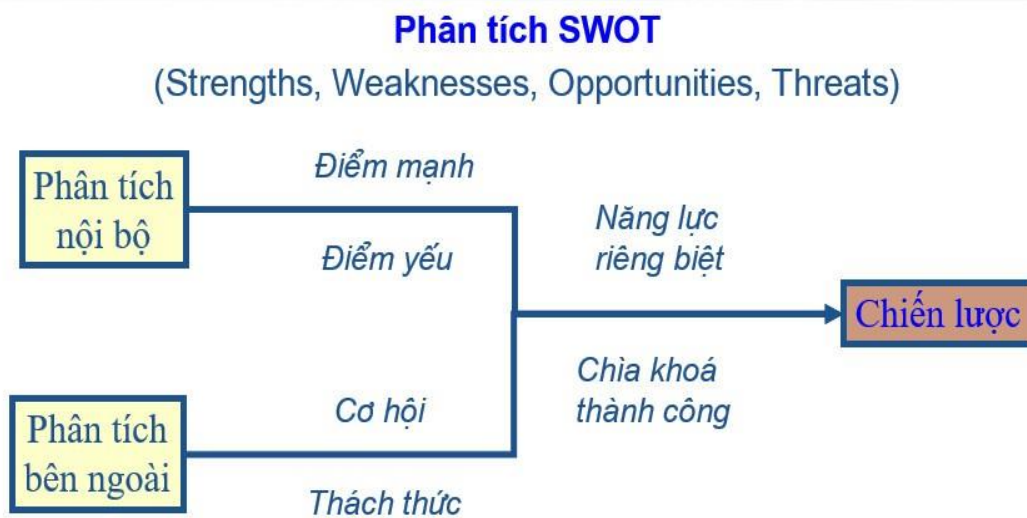 Phân tích SWOT
(Strengths, Weaknesses, Opportunities, Threats)
Phân tích
nội bộ
Điểm mạnh
Điểm yếu
Năng lực
riêng biệt
Chiến lược
Chìa khoá
thành công
Phân tích
bên ngoài
Cơ hội
Thách thức